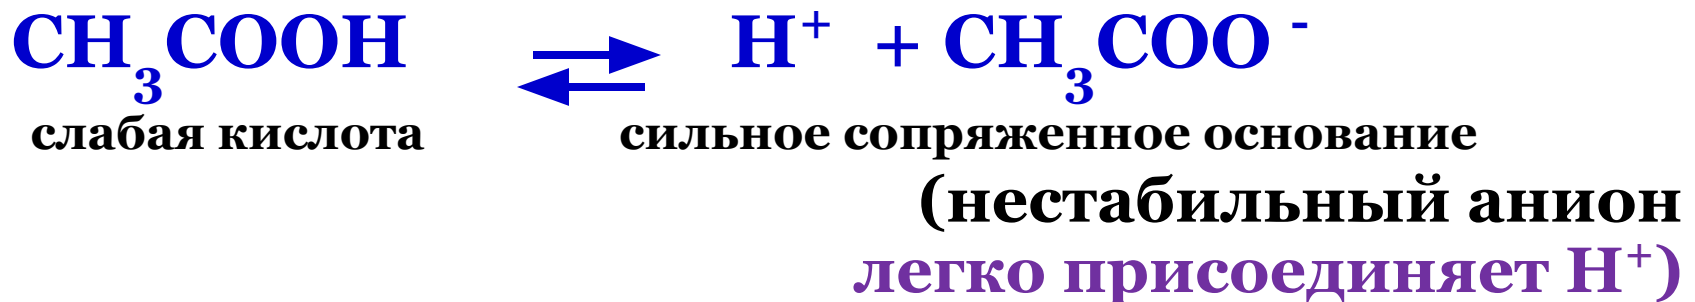 CH₃COOH ⇄ H⁺ + CH₃COO⁻
слабая кислота сильное сопряженное основание
(нестабильный анион
легко присоединяет H⁺)